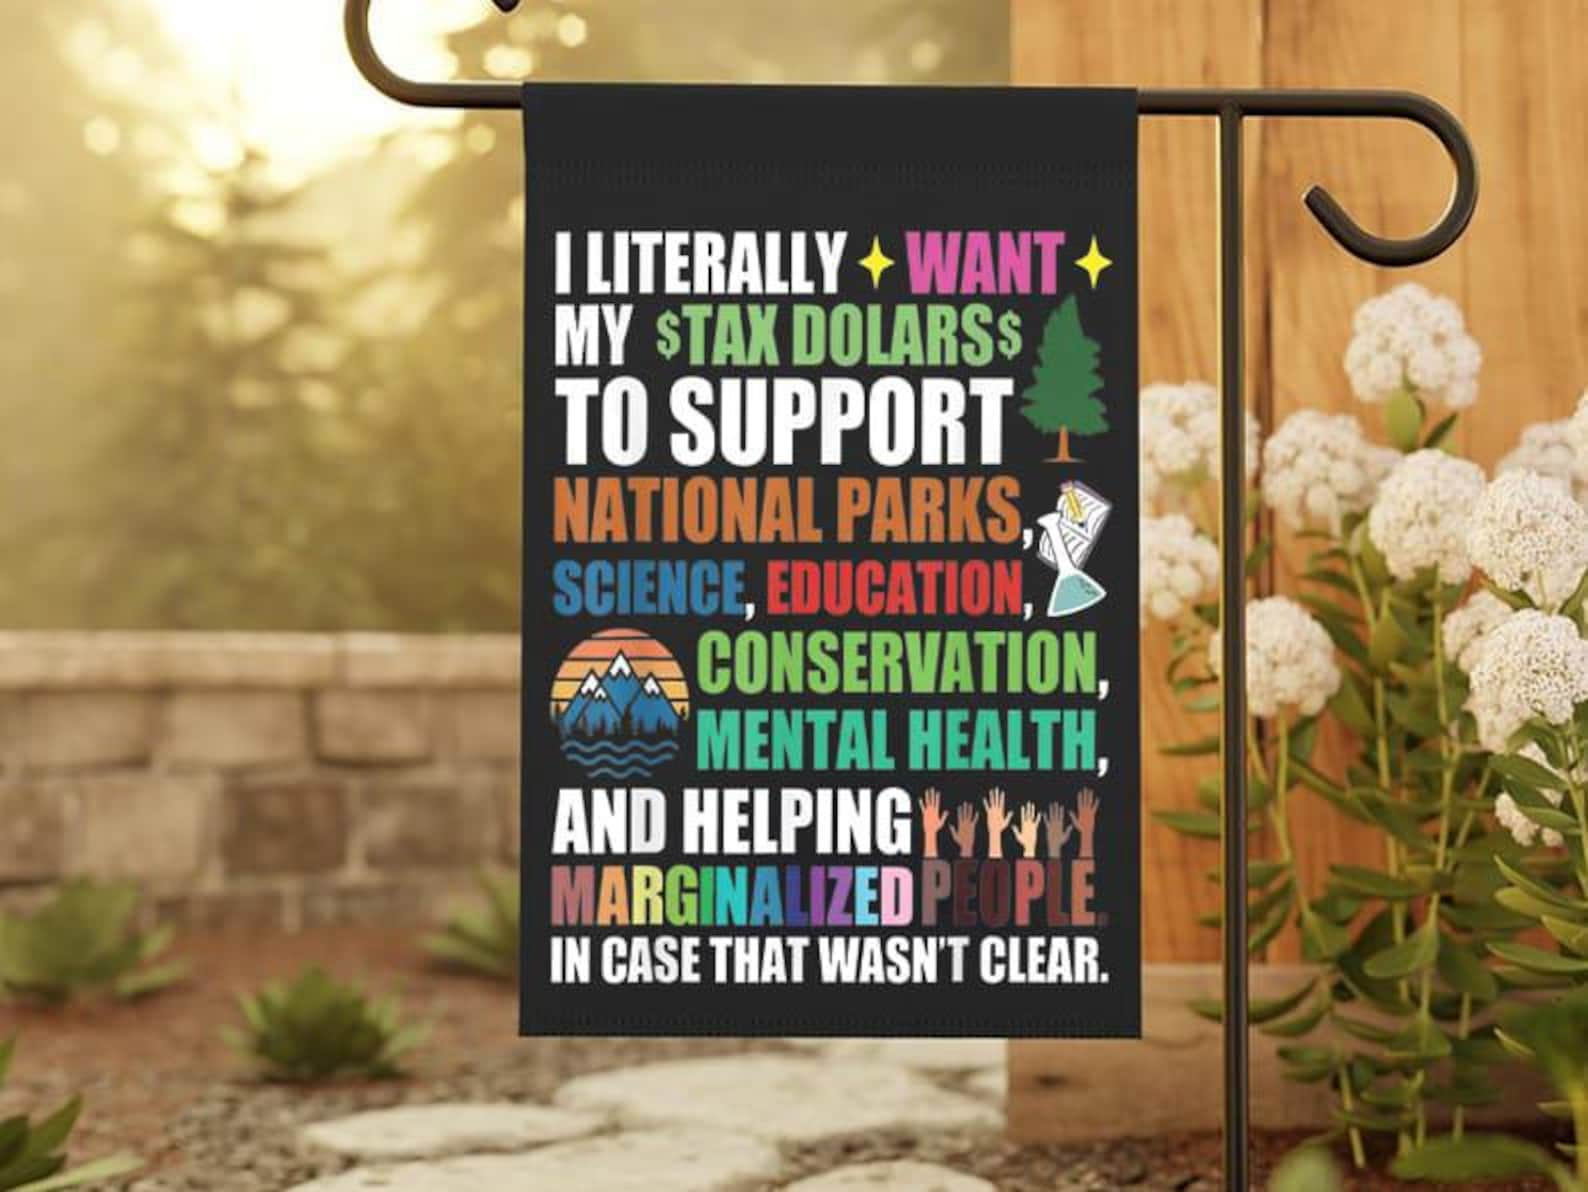 I LITERALLY WANT
MY $TAX DOLARS$
TO SUPPORT
NATIONAL PARKS,
SCIENCE, EDUCATION,
CONSERVATION,
MENTAL HEALTH,
AND HELPING
MARGINALIZED PEOPLE.
IN CASE THAT WASN'T CLEAR.